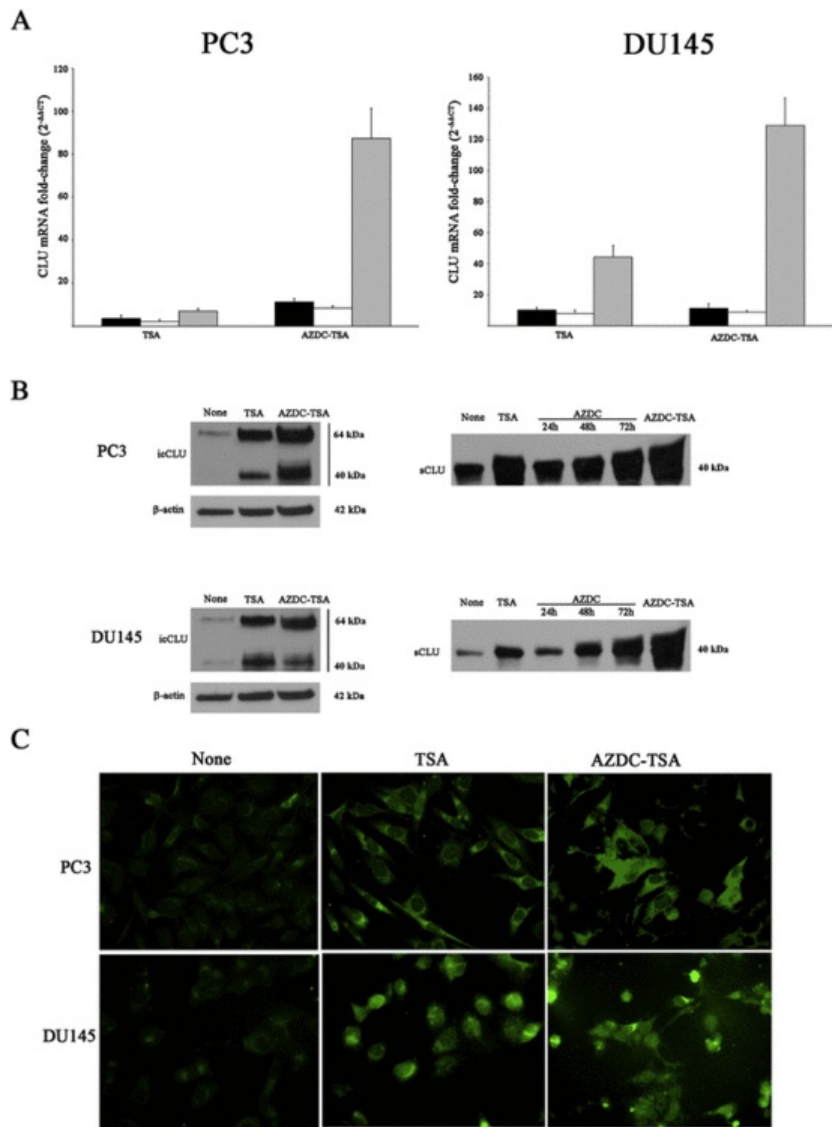 A
PC3
DU145
CLU mRNA fold-change (2^-ΔΔCT)
120
100
80
60
40
20
TSA
AZDC-TSA
CLU mRNA fold-change (2^-ΔΔCT)
160
140
120
100
80
60
40
20
TSA
AZDC-TSA
B
None TSA AZDC-TSA
PC3
icCLU
64 kDa
40 kDa
β-actin
42 kDa
None TSA AZDC AZDC-TSA
24h 48h 72h
sCLU
40 kDa
None TSA AZDC-TSA
DU145
icCLU
64 kDa
40 kDa
β-actin
42 kDa
None TSA AZDC AZDC-TSA
24h 48h 72h
sCLU
40 kDa
C
None TSA AZDC-TSA
PC3
DU145